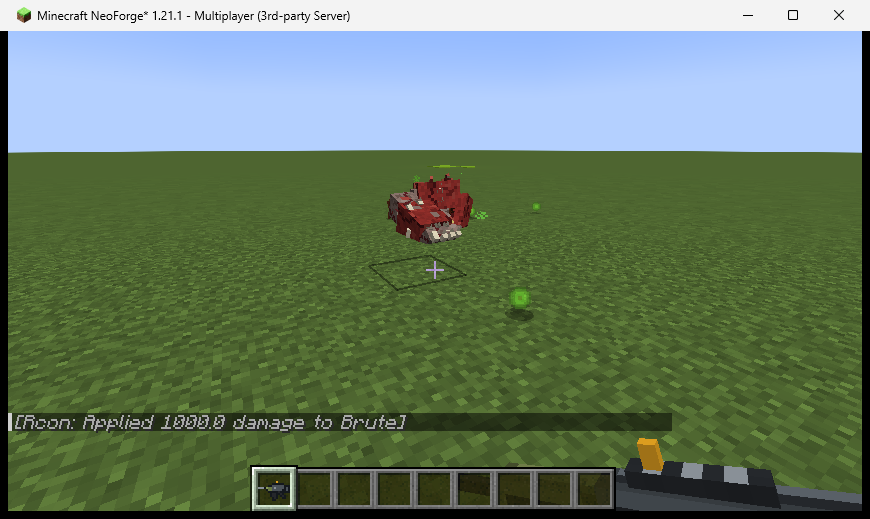 Minecraft NeoForge* 1.21.1 - Multiplayer (3rd-party Server)
[Rcon: Applied 1000.0 damage to Brute]